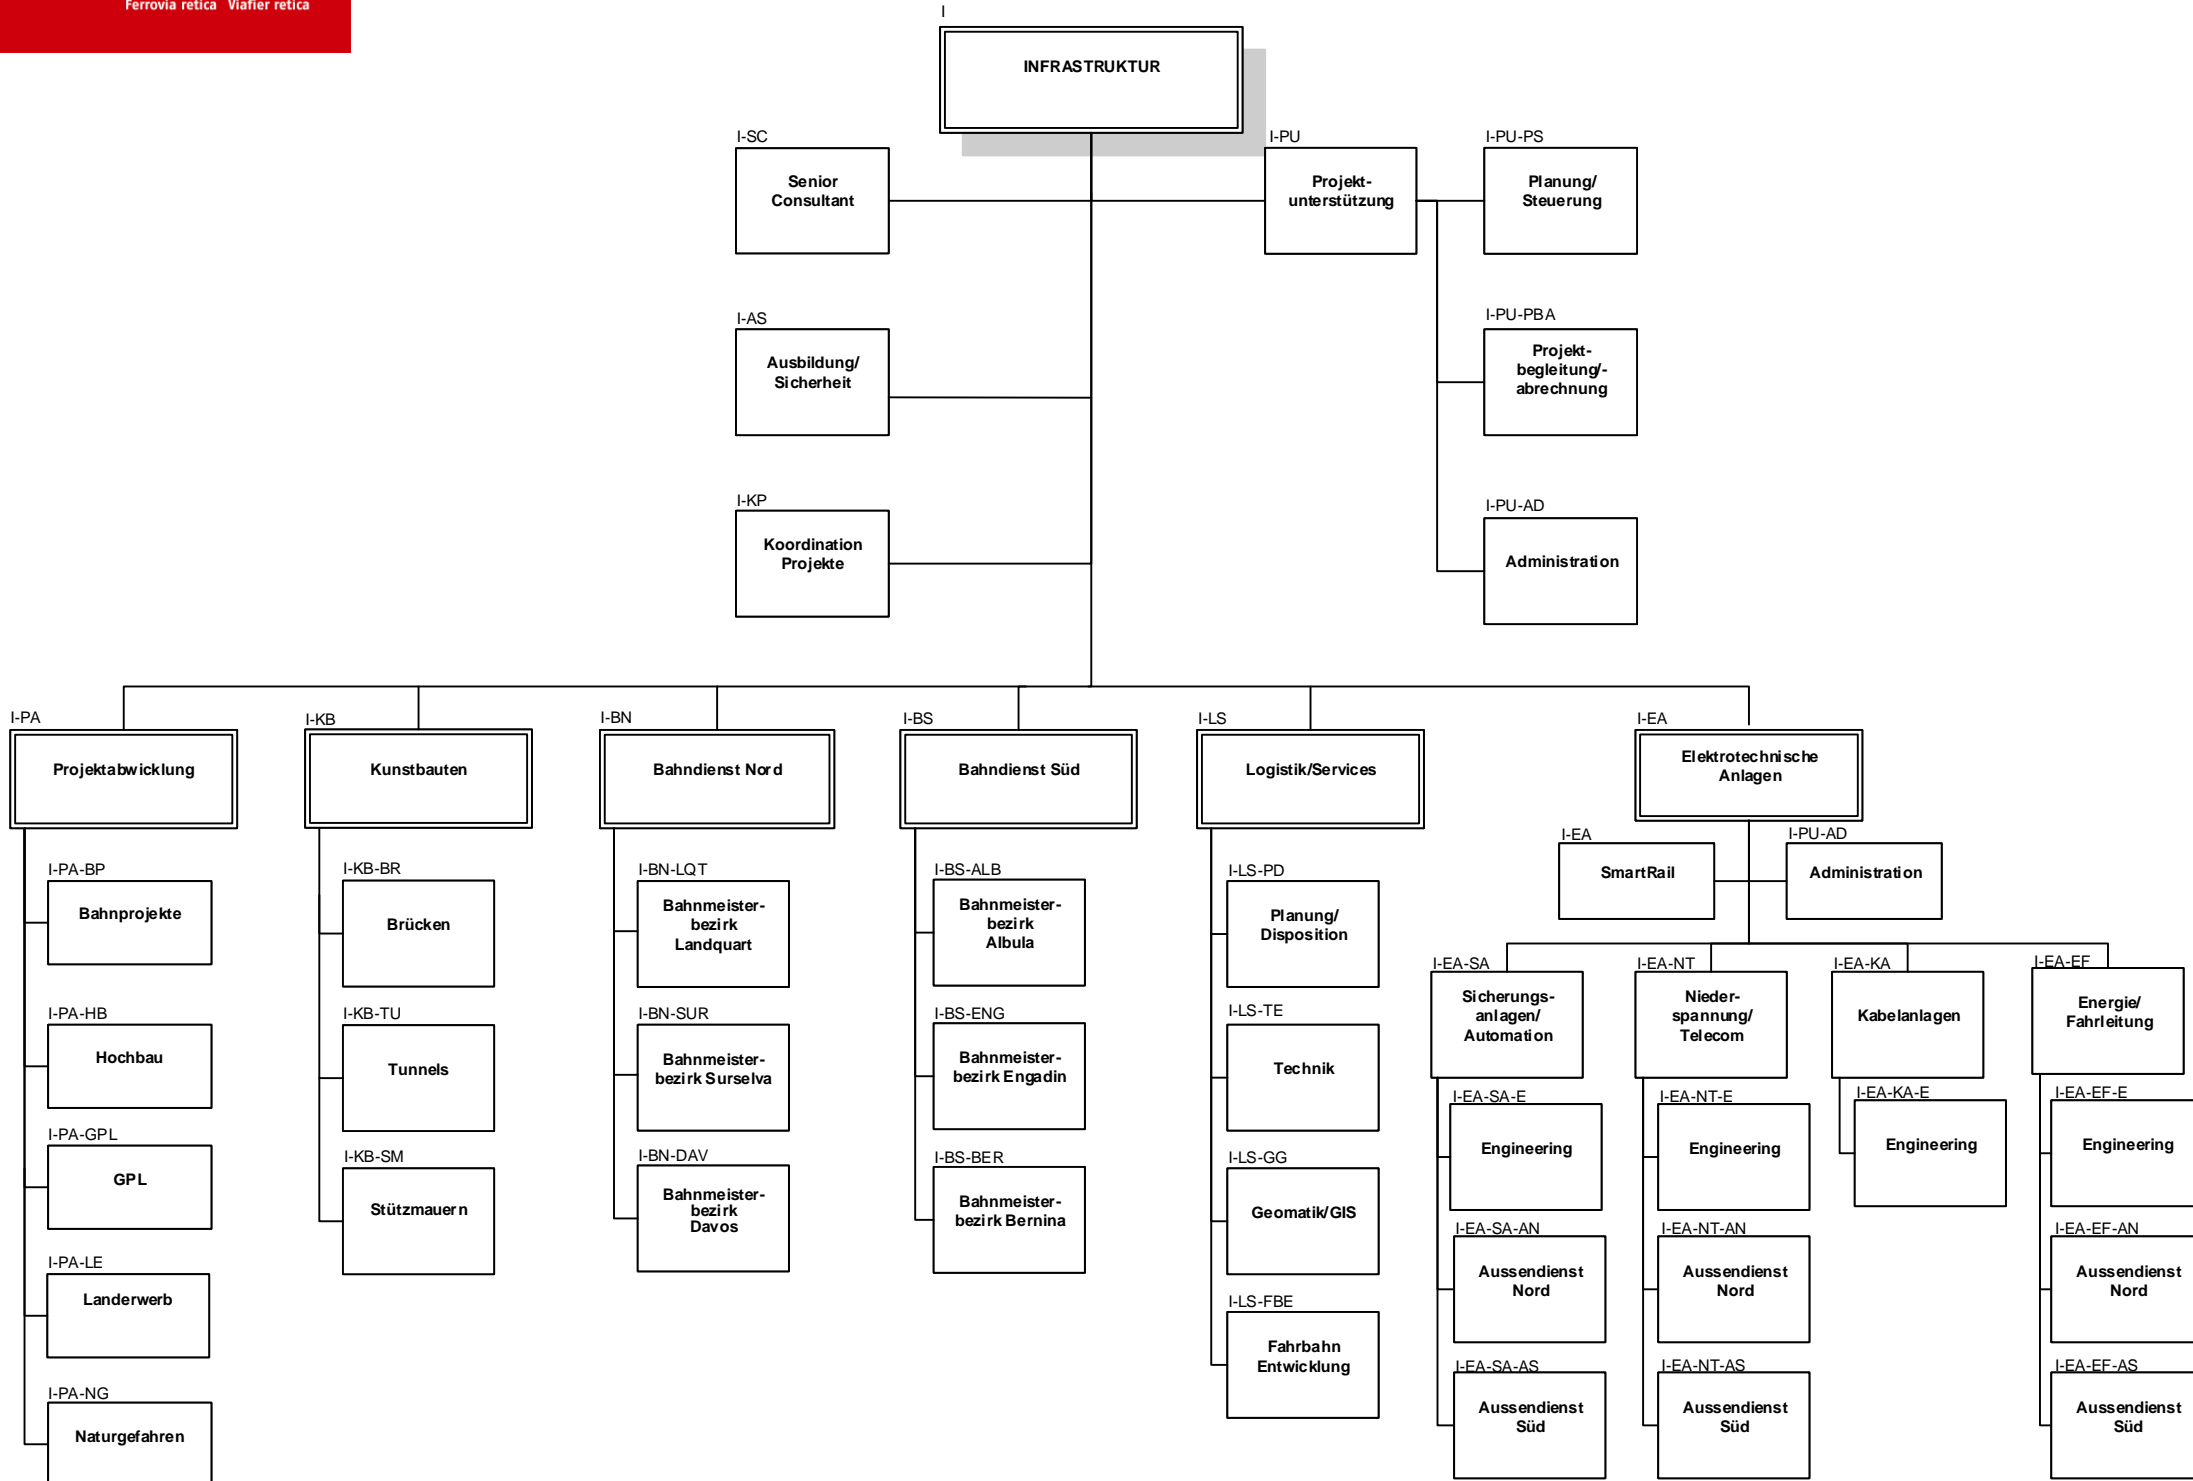 Ferrovia retica Viafier retica
I
INFRASTRUKTUR
I-SC
Senior
Consultant
I-PU
Projekt-
unterstützung
I-PU-PS
Planung/
Steuerung
I-AS
Ausbildung/
Sicherheit
I-PU-PBA
Projekt-
begleitung/-
abrechnung
I-KP
Koordination
Projekte
I-PU-AD
Administration
I-PA
Projektabwicklung
I-KB
Kunstbauten
I-BN
Bahndienst Nord
I-BS
Bahndienst Süd
I-LS
Logistik/Services
I-EA
Elektrotechnische
Anlagen
I-EA
SmartRail
I-PU-AD
Administration
I-PA-BP
Bahnprojekte
I-PA-HB
Hochbau
I-PA-GPL
GPL
I-PA-LE
Landerwerb
I-PA-NG
Naturgefahren
I-KB-BR
Brücken
I-KB-TU
Tunnels
I-KB-SM
Stützmauern
I-BN-LQT
Bahnmeister-
bezirk
Landquart
I-BN-SUR
Bahnmeister-
bezirk Surselva
I-BN-DAV
Bahnmeister-
bezirk
Davos
I-BS-ALB
Bahnmeister-
bezirk
Albula
I-BS-ENG
Bahnmeister-
bezirk Engadin
I-BS-BER
Bahnmeister-
bezirk Bernina
I-LS-PD
Planung/
Disposition
I-LS-TE
Technik
I-LS-GG
Geomatik/GIS
I-LS-FBE
Fahrbahn
Entwicklung
I-EA-SA
Sicherungs-
anlagen/
Automation
I-EA-SA-E
Engineering
I-EA-SA-AN
Aussendienst
Nord
I-EA-SA-AS
Aussendienst
Süd
I-EA-NT
Nieder-
spannung/
Telecom
I-EA-NT-E
Engineering
I-EA-NT-AN
Aussendienst
Nord
I-EA-NT-AS
Aussendienst
Süd
I-EA-KA
Kabelanlagen
I-EA-KA-E
Engineering
I-EA-EF
Energie/
Fahrleitung
I-EA-EF-E
Engineering
I-EA-EF-AN
Aussendienst
Nord
I-EA-EF-AS
Aussendienst
Süd